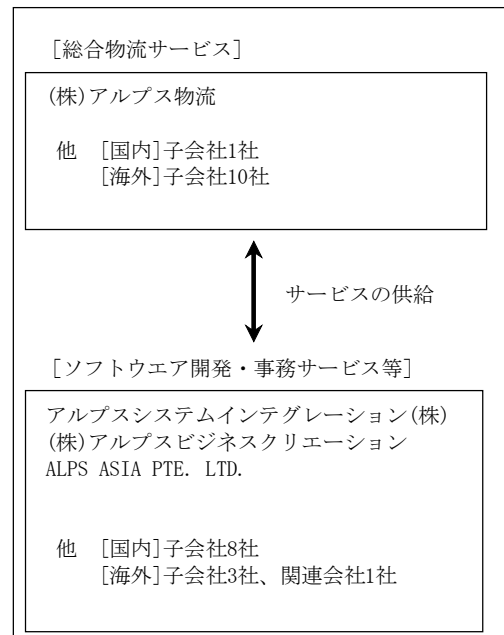 [総合物流サービス]
(株)アルプス物流
他 [国内]子会社1社
[海外]子会社10社
サービスの供給
[ソフトウエア開発・事務サービス等]
アルプスシステムインテグレーション(株)
(株)アルプスビジネスクリエーション
ALPS ASIA PTE. LTD.
他 [国内]子会社8社
[海外]子会社3社、関連会社1社